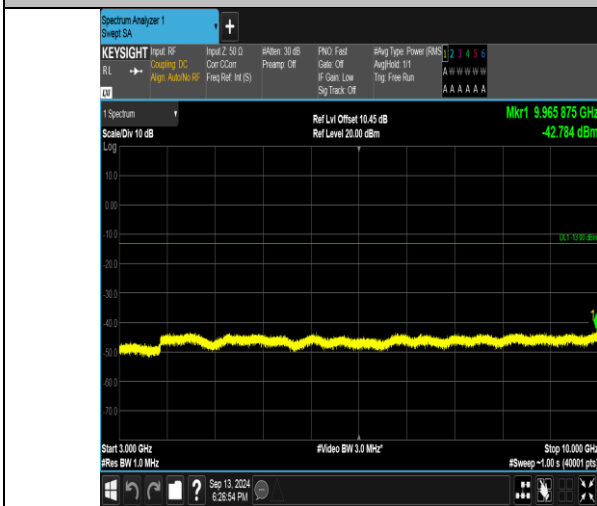 Spectrum Analyzer 1
Swept SA
+
KEYSIGHT Input: RF Input Z: 50 Ω #Atten: 30 dB PNO: Fast #Avg Type: Power (RMS 1 2 3 4 5 6
RL Coupling: DC Corr CCorr Preamp: Off Gate: Off Avg|Hold: 1/1 A W W W W W
Align: Auto/No RF Freq Ref: Int (S) IF Gain: Low Trig: Free Run
Sig Track: Off A A A A A A
LXI
1 Spectrum Ref Lvl Offset 10.45 dB Mkr1 9.965 875 GHz
Scale/Div 10 dB Ref Level 20.00 dBm -42.784 dBm
Log
10.0
0.00
-10.0
DL1 -13.00 dBm
-20.0
-30.0
1
-40.0
-50.0
-60.0
-70.0
Start 3.000 GHz #Video BW 3.0 MHz* Stop 10.000 GHz
#Res BW 1.0 MHz #Sweep ~1.00 s (40001 pts)
? Sep 13, 2024
6:26:54 PM